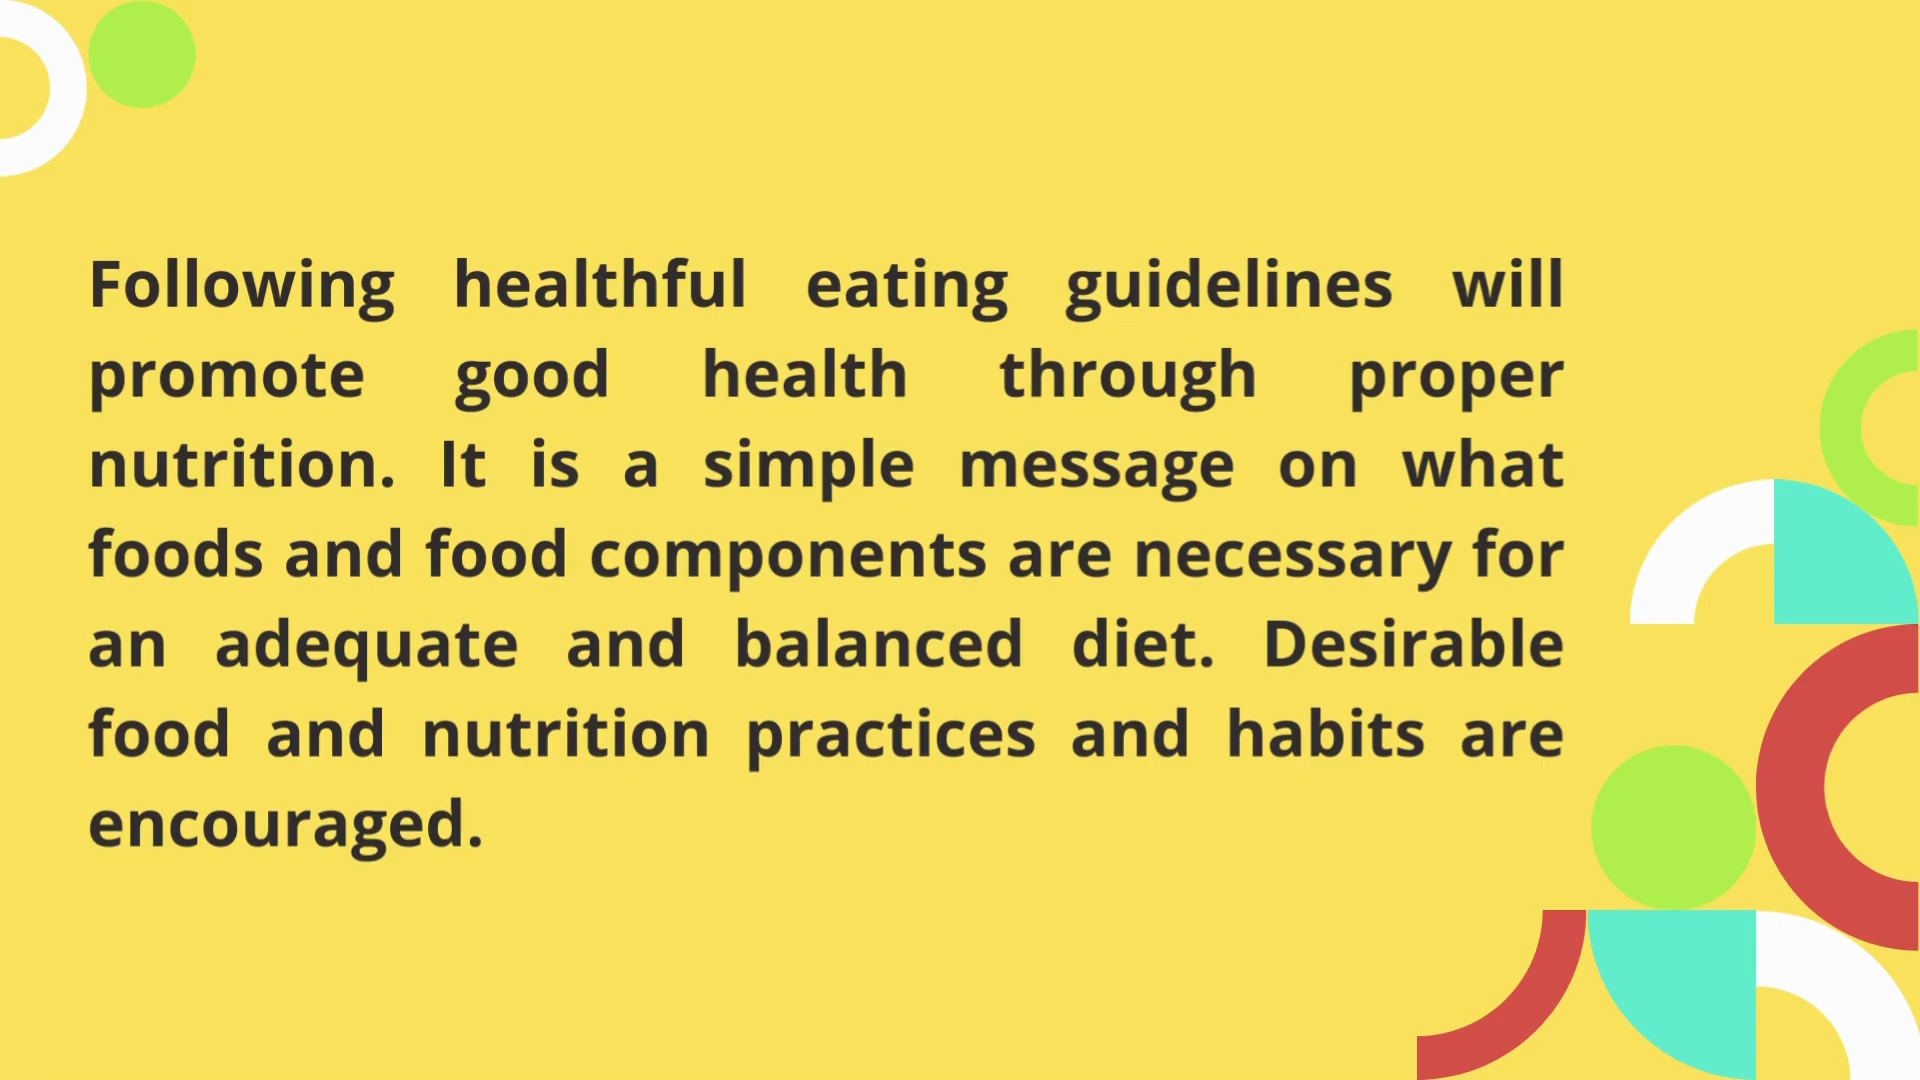 Following healthful eating guidelines will
promote good health through proper
nutrition. It is a simple message on what
foods and food components are necessary for
an adequate and balanced diet. Desirable
food and nutrition practices and habits are
encouraged.